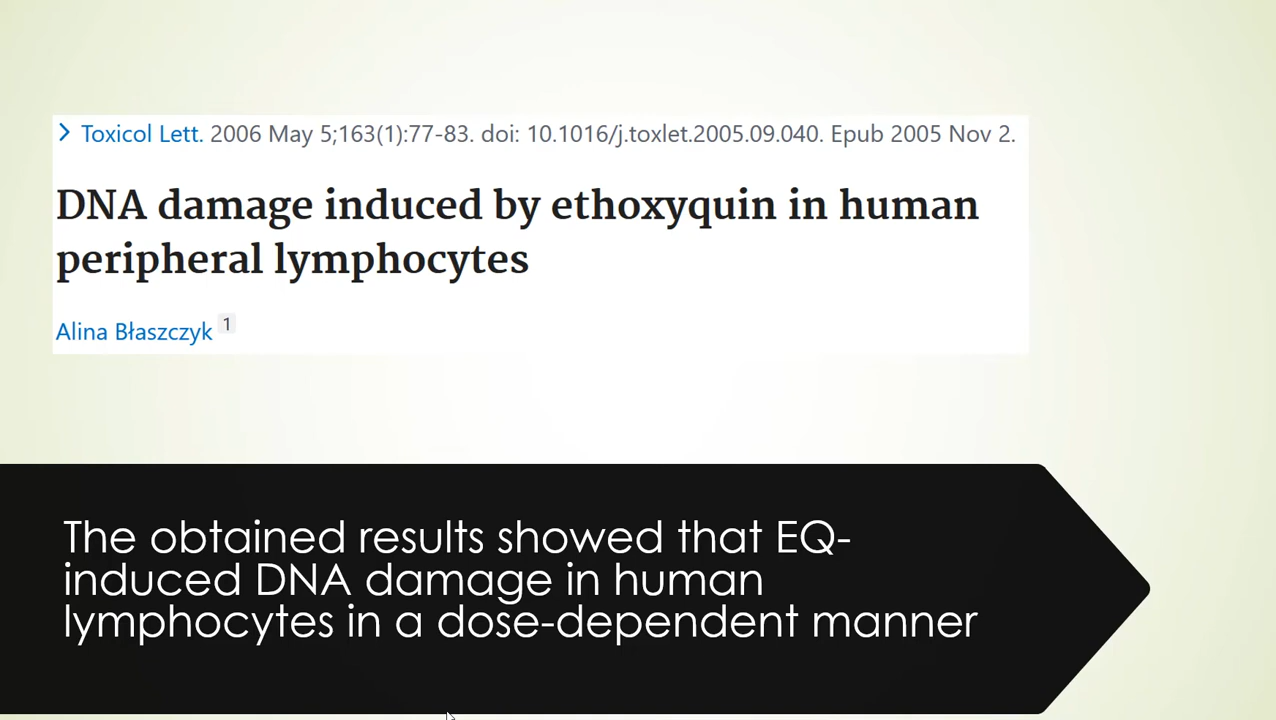 Toxicol Lett. 2006 May 5;163(1):77-83. doi: 10.1016/j.toxlet.2005.09.040. Epub 2005 Nov 2.
DNA damage induced by ethoxyquin in human
peripheral lymphocytes
Alina Błaszczyk 1
The obtained results showed that EQ-
induced DNA damage in human
lymphocytes in a dose-dependent manner